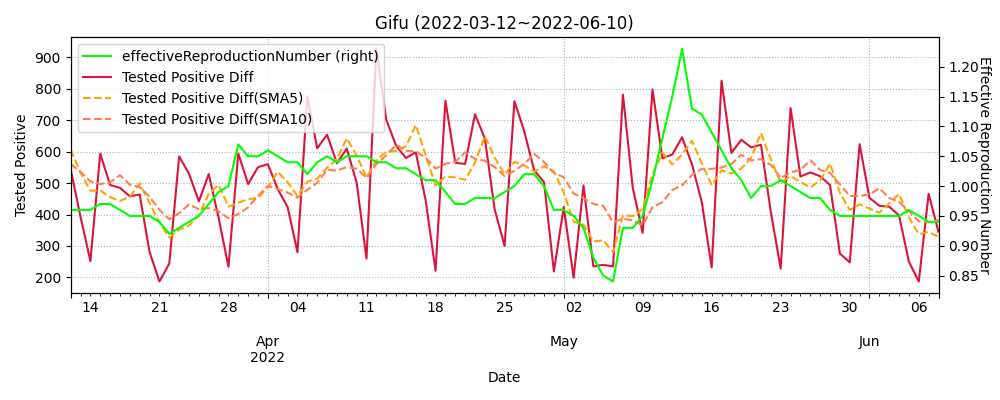 Gifu (2022-03-12~2022-06-10)
effectiveReproductionNumber (right)
Tested Positive Diff
Tested Positive Diff(SMA5)
Tested Positive Diff(SMA10)
Tested Positive
900
800
700
600
500
400
300
200
Effective Reproduction Number
1.20
1.15
1.10
1.05
1.00
0.95
0.90
0.85
14 21 28 04 11 18 25 02 09 16 23 30 06
Apr May Jun
2022
Date